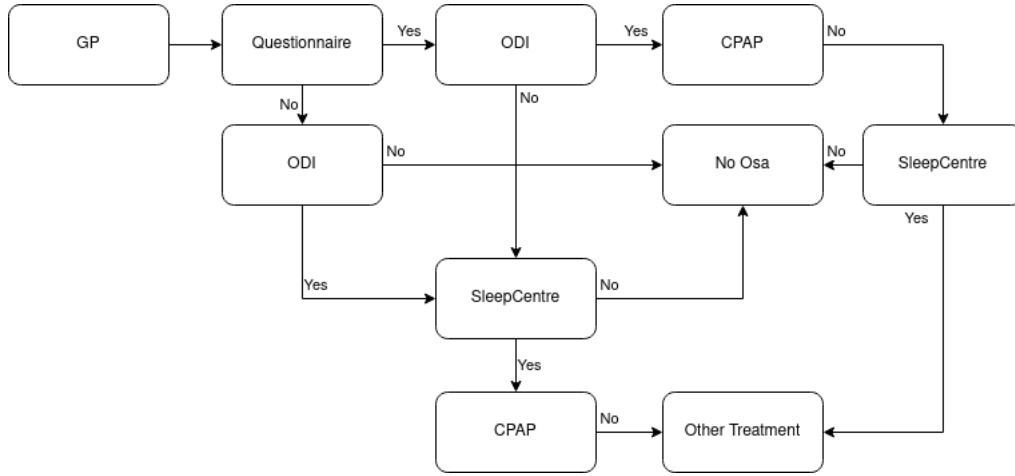 GP
Questionnaire
Yes
ODI
Yes
CPAP
No
No
No
ODI
No
No Osa
No
SleepCentre
Yes
Yes
SleepCentre
No
Yes
CPAP
No
Other Treatment